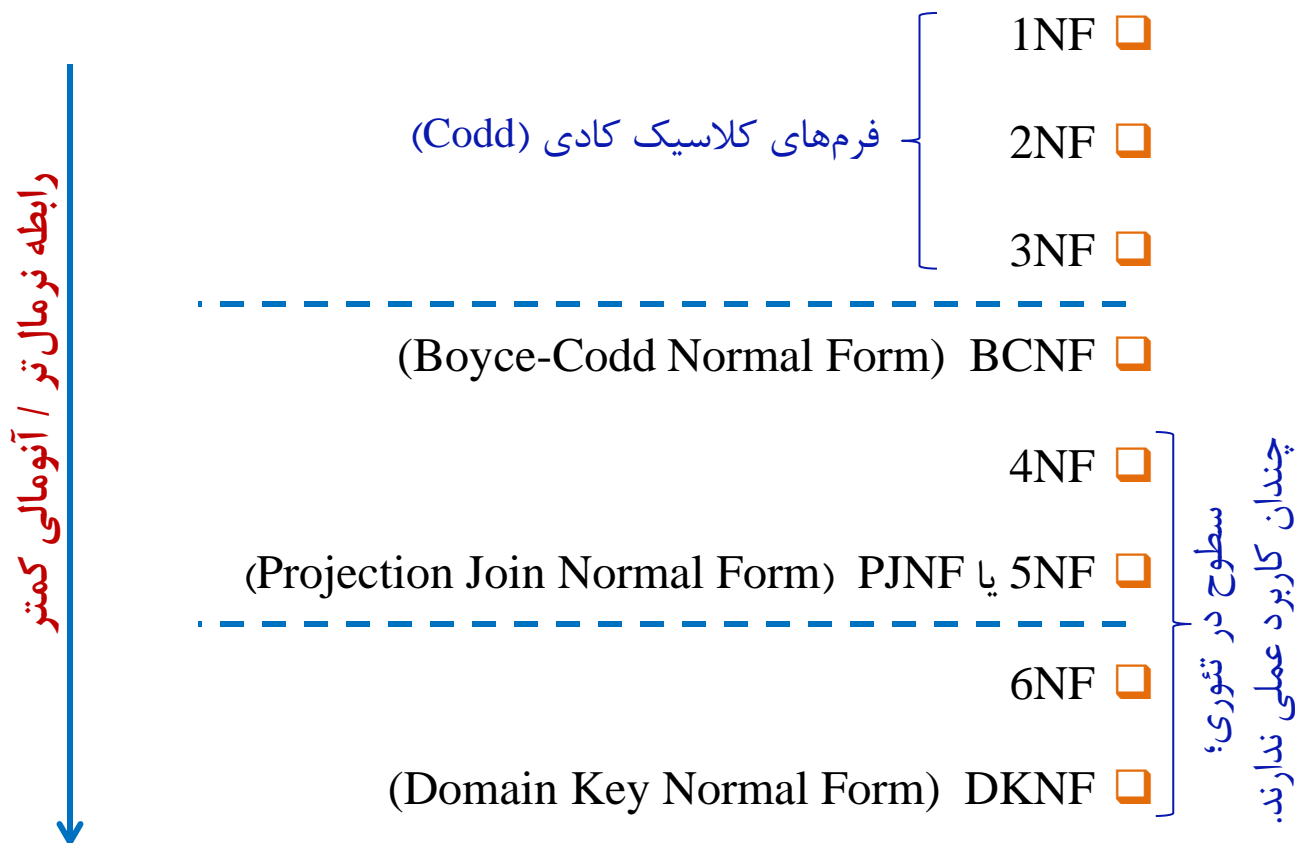 1NF
فرم‌های کلاسیک کادی (Codd)
2NF
3NF
رابطه نرمال‌تر / آنومالی کمتر
BCNF (Boyce-Codd Normal Form)
4NF
5NF یا PJNF (Projection Join Normal Form)
6NF
DKNF (Domain Key Normal Form)
سطوح در تئوری؛
چندان کاربرد عملی ندارند.